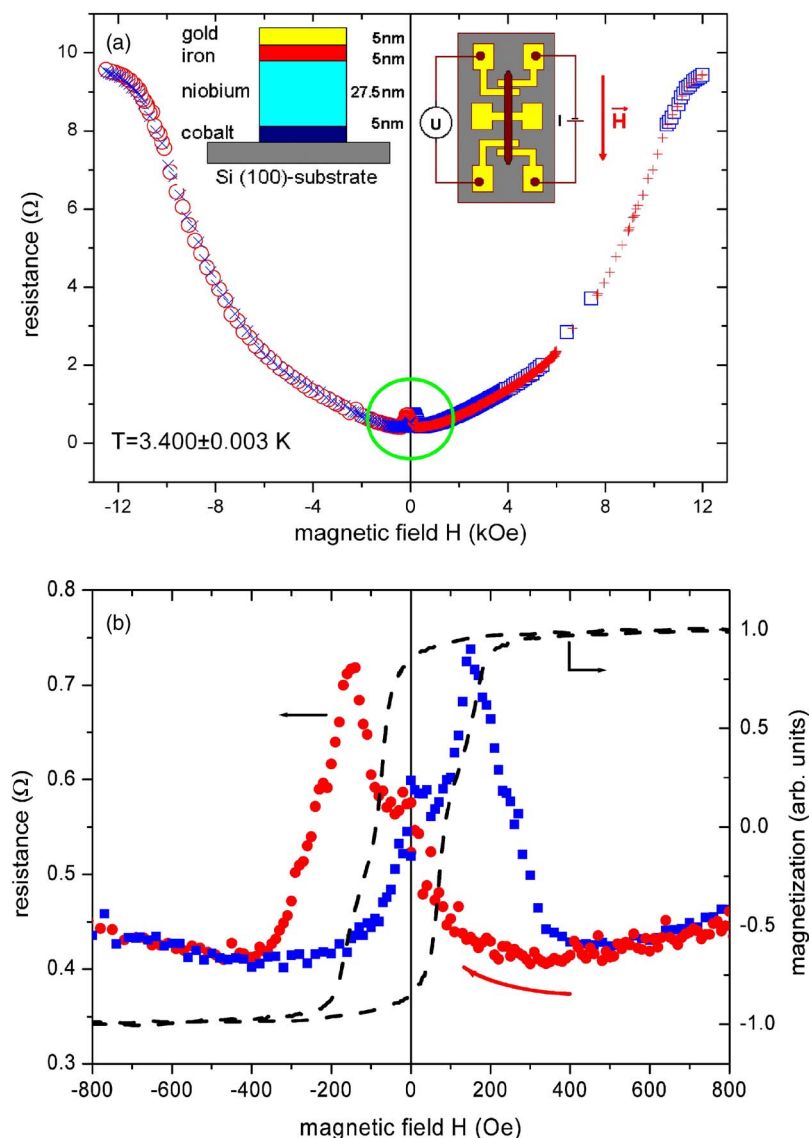 (a)
gold
5nm
iron
5nm
niobium
27.5nm
cobalt
5nm
Si (100)-substrate
U
I
H
10
8
6
4
2
0
resistance (Ω)
T=3.400±0.003 K
-12
-8
-4
0
4
8
12
magnetic field H (kOe)
(b)
0.8
0.7
0.6
0.5
0.4
0.3
resistance (Ω)
1.0
0.5
0.0
-0.5
-1.0
magnetization (arb. units)
-800
-600
-400
-200
0
200
400
600
800
magnetic field H (Oe)